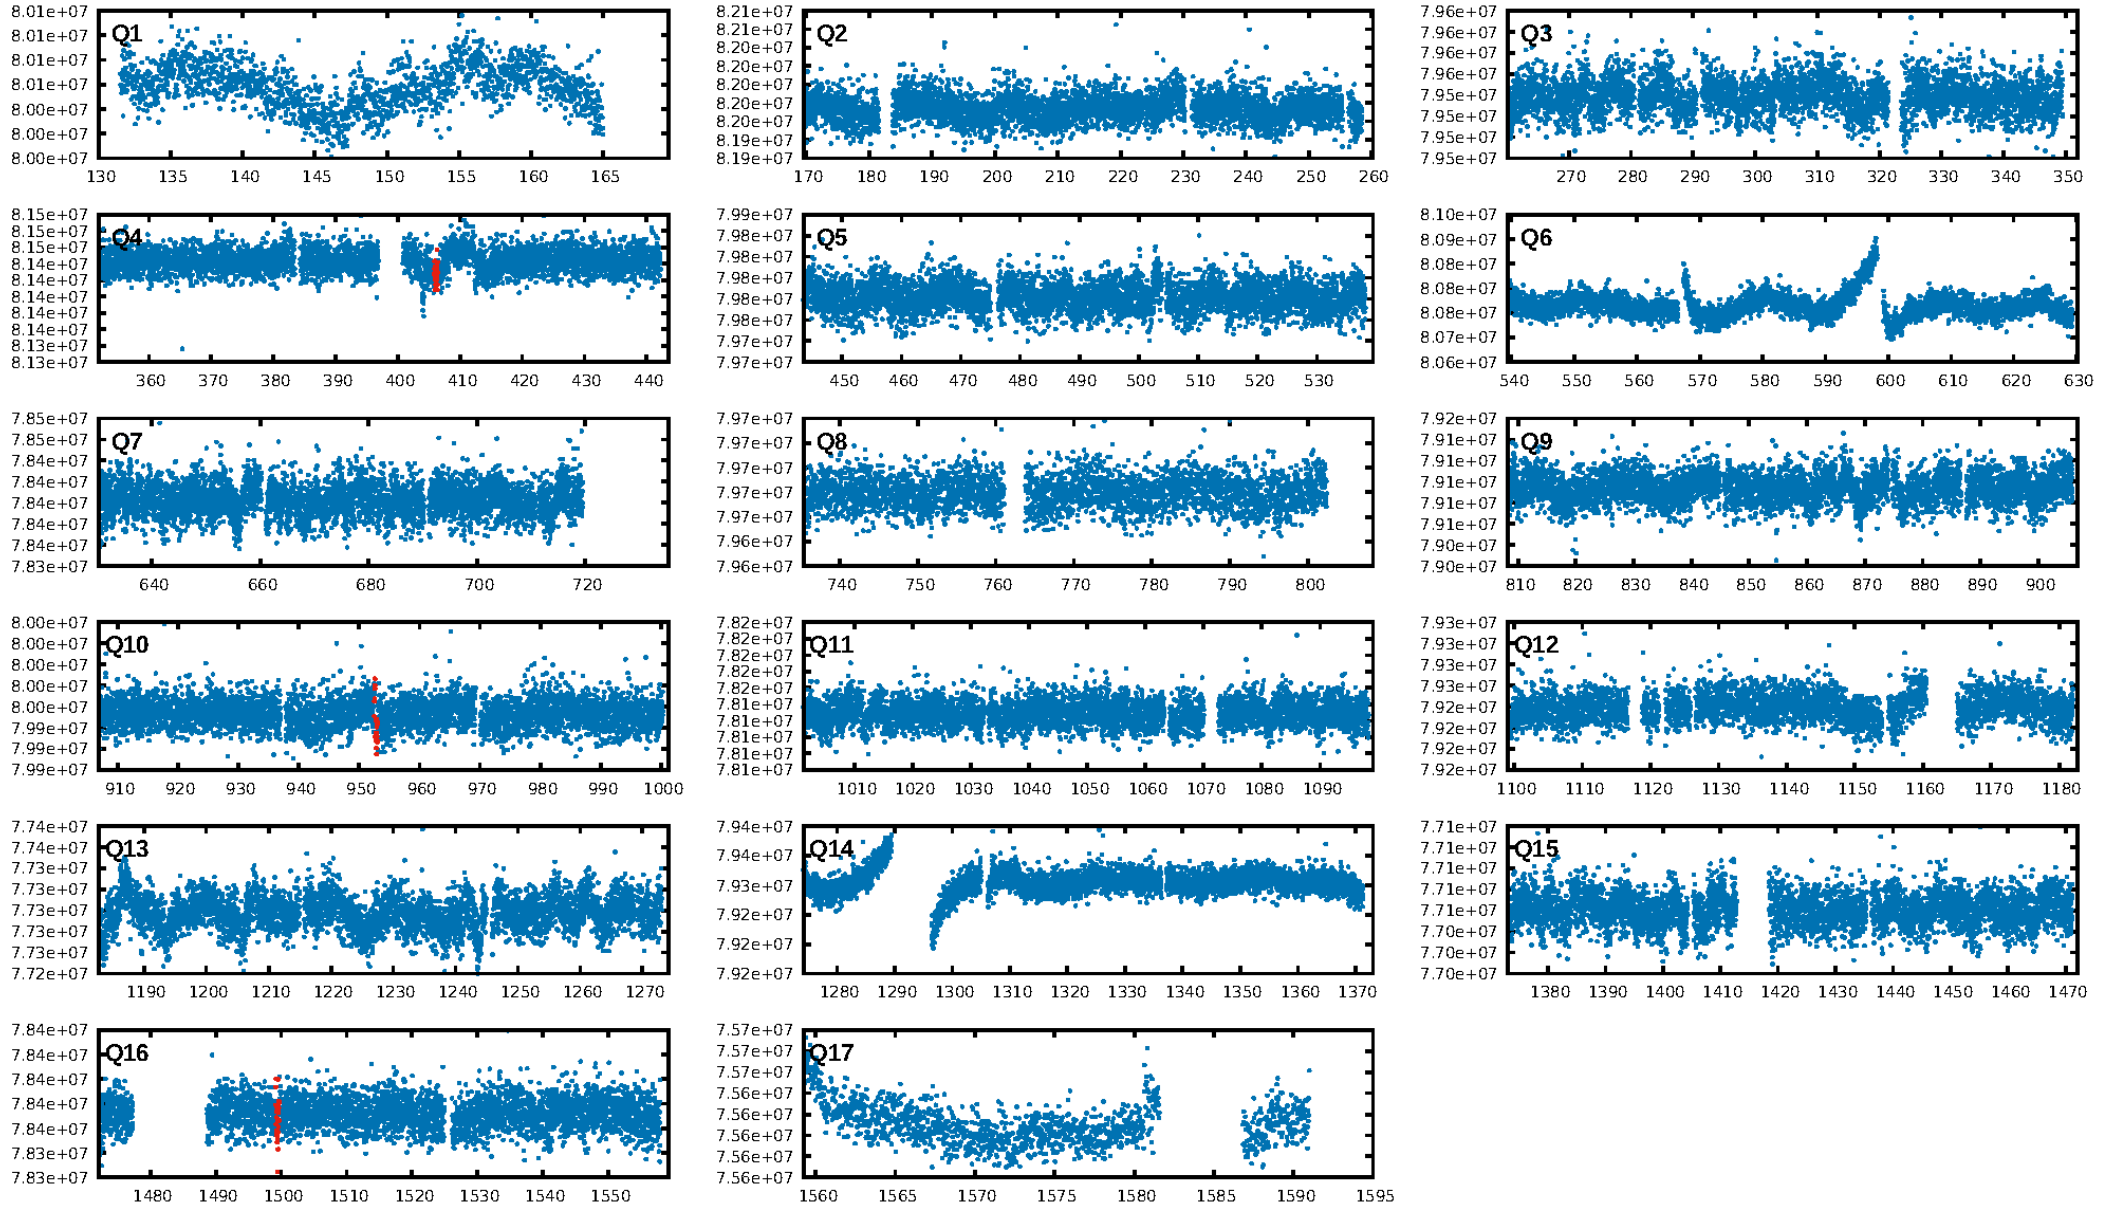 8.01e+07
8.01e+07
8.01e+07
8.01e+07
8.00e+07
8.00e+07
8.00e+07
Q1
130 135 140 145 150 155 160 165
8.21e+07
8.21e+07
8.20e+07
8.20e+07
8.20e+07
8.20e+07
8.20e+07
8.19e+07
8.19e+07
Q2
170 180 190 200 210 220 230 240 250 260
7.96e+07
7.96e+07
7.96e+07
7.96e+07
7.95e+07
7.95e+07
7.95e+07
7.95e+07
Q3
270 280 290 300 310 320 330 340 350
8.15e+07
8.15e+07
8.15e+07
8.14e+07
8.14e+07
8.14e+07
8.14e+07
8.14e+07
8.13e+07
8.13e+07
Q4
360 370 380 390 400 410 420 430 440
7.99e+07
7.98e+07
7.98e+07
7.98e+07
7.98e+07
7.98e+07
7.97e+07
7.97e+07
Q5
450 460 470 480 490 500 510 520 530
8.10e+07
8.09e+07
8.08e+07
8.08e+07
8.08e+07
8.07e+07
8.06e+07
Q6
540 550 560 570 580 590 600 610 620 630
7.85e+07
7.85e+07
7.84e+07
7.84e+07
7.84e+07
7.84e+07
7.84e+07
7.83e+07
Q7
640 660 680 700 720
7.97e+07
7.97e+07
7.97e+07
7.97e+07
7.97e+07
7.96e+07
7.96e+07
Q8
740 750 760 770 780 790 800
7.92e+07
7.91e+07
7.91e+07
7.91e+07
7.91e+07
7.91e+07
7.90e+07
7.90e+07
Q9
810 820 830 840 850 860 870 880 890 900
8.00e+07
8.00e+07
8.00e+07
8.00e+07
8.00e+07
7.99e+07
7.99e+07
7.99e+07
Q10
910 920 930 940 950 960 970 980 990 1000
7.82e+07
7.82e+07
7.82e+07
7.82e+07
7.82e+07
7.81e+07
7.81e+07
7.81e+07
7.81e+07
7.81e+07
Q11
1010 1020 1030 1040 1050 1060 1070 1080 1090
7.93e+07
7.93e+07
7.93e+07
7.93e+07
7.92e+07
7.92e+07
7.92e+07
7.92e+07
Q12
1100 1110 1120 1130 1140 1150 1160 1170 1180
7.74e+07
7.74e+07
7.73e+07
7.73e+07
7.73e+07
7.73e+07
7.73e+07
7.72e+07
Q13
1190 1200 1210 1220 1230 1240 1250 1260 1270
7.94e+07
7.94e+07
7.93e+07
7.92e+07
7.92e+07
7.92e+07
Q14
1280 1290 1300 1310 1320 1330 1340 1350 1360 1370
7.71e+07
7.71e+07
7.71e+07
7.71e+07
7.71e+07
7.70e+07
7.70e+07
7.70e+07
Q15
1380 1390 1400 1410 1420 1430 1440 1450 1460 1470
7.84e+07
7.84e+07
7.84e+07
7.84e+07
7.84e+07
7.83e+07
7.83e+07
Q16
1480 1490 1500 1510 1520 1530 1540 1550
7.57e+07
7.57e+07
7.57e+07
7.56e+07
7.56e+07
7.56e+07
7.56e+07
7.56e+07
Q17
1560 1565 1570 1575 1580 1585 1590 1595